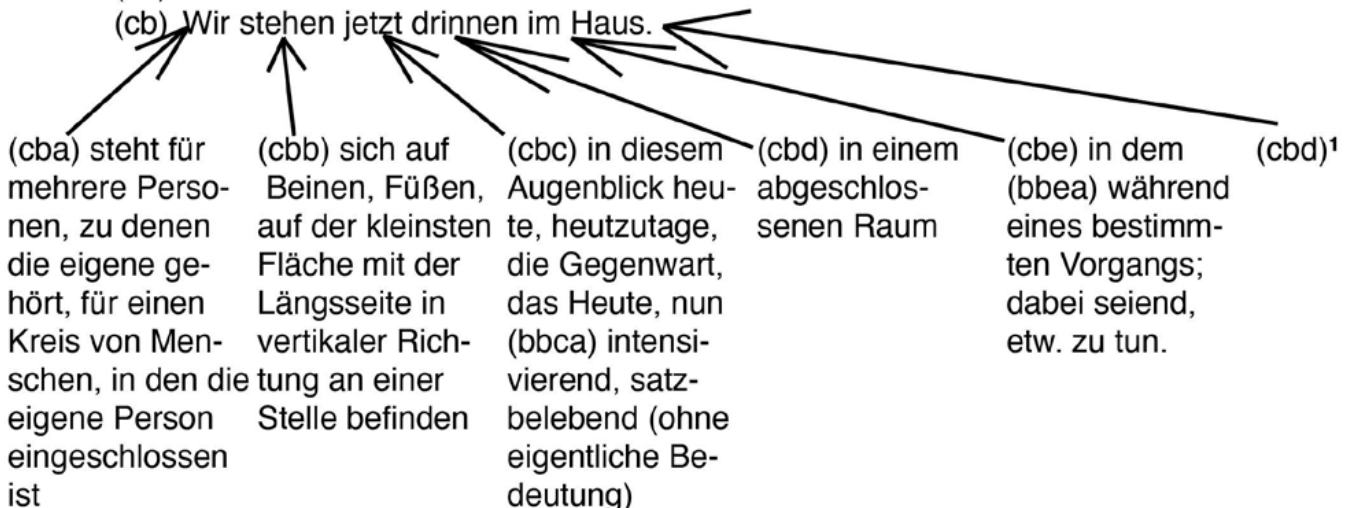 (cb) Wir stehen jetzt drinnen im Haus.
(cba) steht für
mehrere Perso-
nen, zu denen
die eigene ge-
hört, für einen
Kreis von Men-
schen, in den die
eigene Person
eingeschlossen
ist
(cbb) sich auf
Beinen, Füßen,
auf der kleinsten
Fläche mit der
Längsseite in
vertikaler Rich-
tung an einer
Stelle befinden
(cbc) in diesem
Augenblick heu-
te, heutzutage,
die Gegenwart,
das Heute, nun
(bbca) intensi-
vierend, satz-
belebend (ohne
eigentliche Be-
deutung)
(cbd) in einem
abgeschlos-
senen Raum
(cbe) in dem
(bbea) während
eines bestimm-
ten Vorgangs;
dabei seiend,
etw. zu tun.
(cbd)¹